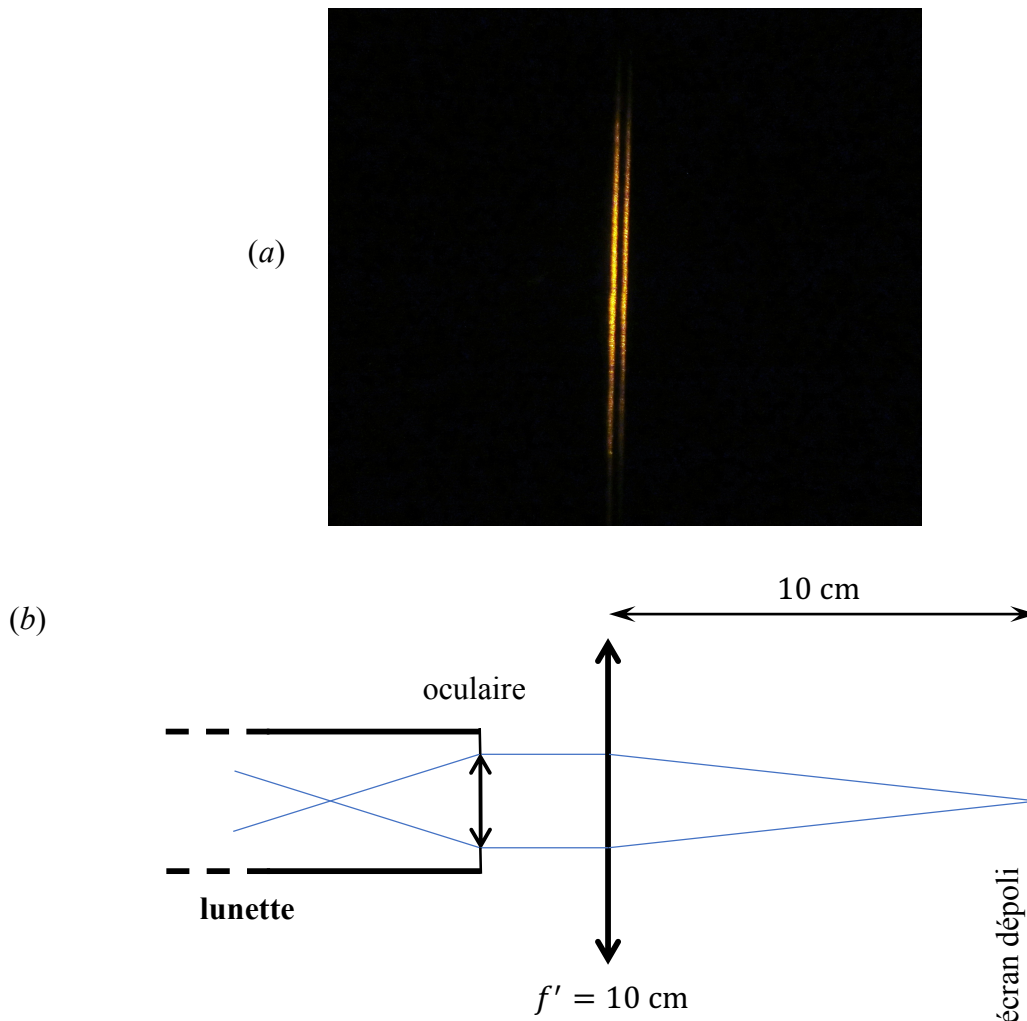 (a)
(b)
10 cm
oculaire
lunette
écran dépoli
f′ = 10 cm